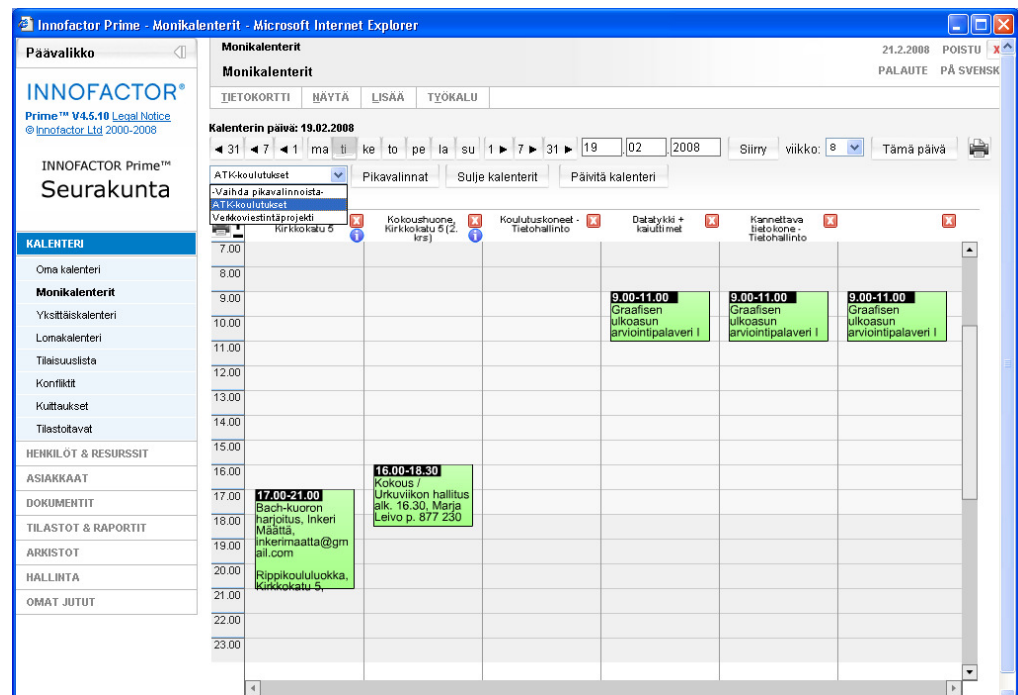 Innofactor Prime - Monikalenterit - Microsoft Internet Explorer
Päävalikko
INNOFACTOR®
Prime™ V4.5.10 Legal Notice
© Innofactor Ltd 2000-2008
INNOFACTOR Prime™
Seurakunta
KALENTERI
Oma kalenteri
Monikalenterit
Yksittäiskalenteri
Lomakalenteri
Tilaisuuslista
Konfliktit
Kuittaukset
Tilastoitavat
HENKILÖT & RESURSSIT
ASIAKKAAT
DOKUMENTIT
TILASTOT & RAPORTIT
ARKISTOT
HALLINTA
OMAT JUTUT
Monikalenterit
21.2.2008 POISTU X
Monikalenterit
PALAUTE PÅ SVENSK
TIETOKORTTI NÄYTÄ LISÄÄ TYÖKALU
Kalenterin päivä: 19.02.2008
◄ 31 ◄ 7 ◄ 1 ma ti ke to pe la su 1 ► 7 ► 31 ► 19 .02 .2008 Siirry viikko: 8 Tämä päivä
ATK-koulutukset Pikavalinnat Sulje kalenterit Päivitä kalenteri
-Vaihda pikavalinnoista-
ATK-koulutukset
Verkkoviestintäprojekti
Kirkkokatu 5
Kokoushuone,
Kirkkokatu 5 (2.
krs)
Koulutuskoneet -
Tietohallinto
Datatykki +
kaiuttimet
Kannettava
tietokone -
Tietohallinto
7.00
8.00
9.00
10.00
11.00
12.00
13.00
14.00
15.00
16.00
17.00
18.00
19.00
20.00
21.00
22.00
23.00
17.00-21.00
Bach-kuoron
harjoitus, Inkeri
Määttä,
inkerimaatta@gm
ail.com
Rippikoululuokka,
Kirkkokatu 5,
16.00-18.30
Kokous /
Urkuviikon hallitus
alk. 16.30, Marja
Leivo p. 877 230
9.00-11.00
Graafisen
ulkoasun
arviointipalaveri I
9.00-11.00
Graafisen
ulkoasun
arviointipalaveri I
9.00-11.00
Graafisen
ulkoasun
arviointipalaveri I